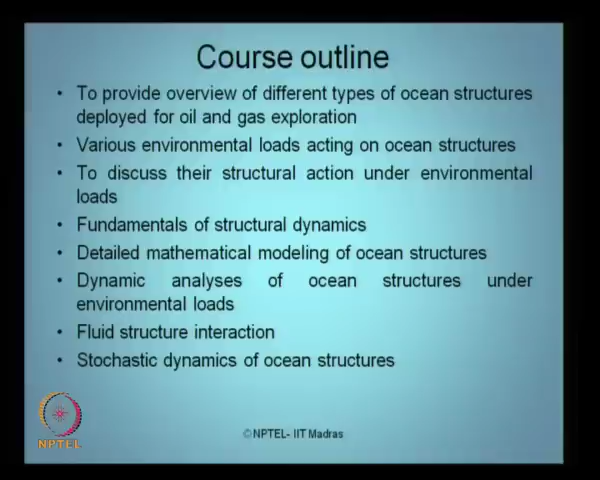 Course outline
• To provide overview of different types of ocean structures
deployed for oil and gas exploration
• Various environmental loads acting on ocean structures
• To discuss their structural action under environmental
loads
• Fundamentals of structural dynamics
• Detailed mathematical modeling of ocean structures
• Dynamic analyses of ocean structures under
environmental loads
• Fluid structure interaction
• Stochastic dynamics of ocean structures
NPTEL
©NPTEL- IIT Madras